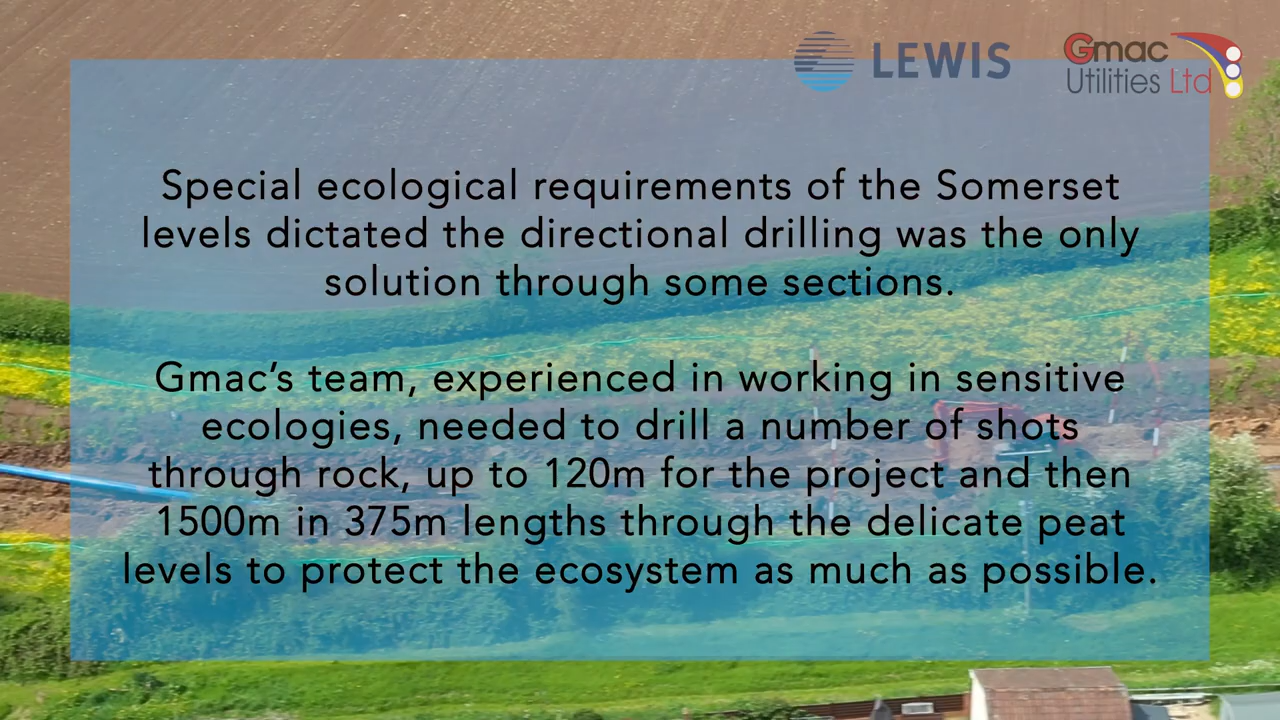 LEWIS
Gmac
Utilities Ltd
Special ecological requirements of the Somerset
levels dictated the directional drilling was the only
solution through some sections.
Gmac’s team, experienced in working in sensitive
ecologies, needed to drill a number of shots
through rock, up to 120m for the project and then
1500m in 375m lengths through the delicate peat
levels to protect the ecosystem as much as possible.